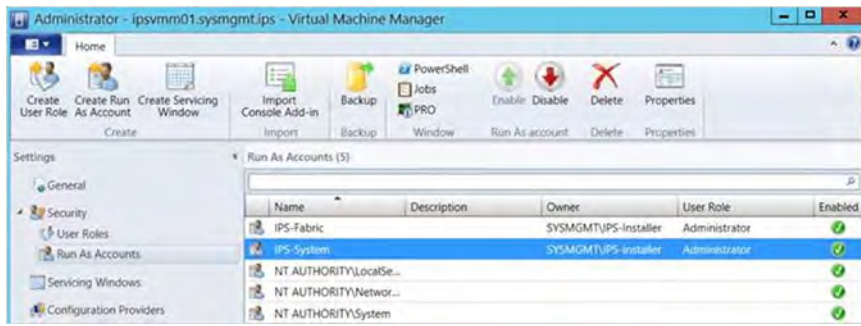 Administrator - ipsvmm01.sysmgmt.ips - Virtual Machine Manager
Home
Create User Role
Create Run As Account
Create Servicing Window
Import Console Add-in
Backup
PowerShell
Jobs
PRO
Enable
Disable
Delete
Properties
Create
Import
Backup
Window
Run As account
Delete
Properties
Settings
Run As Accounts (5)
General
Security
User Roles
Run As Accounts
Servicing Windows
Configuration Providers
Name Description Owner User Role Enabled
IPS-Fabric SYSMGMT\IPS-Installer Administrator
IPS-System SYSMGMT\IPS-Installer Administrator
NT AUTHORITY\LocalSe...
NT AUTHORITY\Networ...
NT AUTHORITY\System